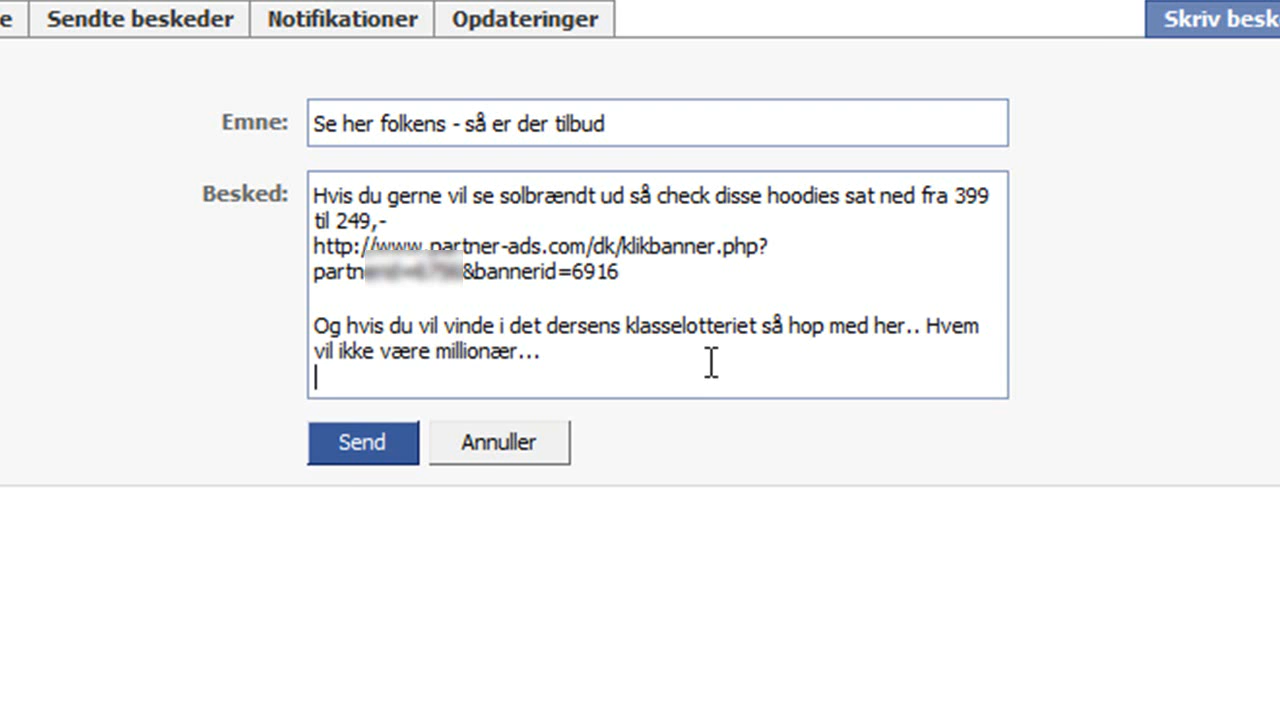 e
Sendte beskeder
Notifikationer
Opdateringer
Skriv besk
Emne:
Se her folkens - så er der tilbud
Besked:
Hvis du gerne vil se solbrændt ud så check disse hoodies sat ned fra 399
til 249,-
http://www.partner-ads.com/dk/klikbanner.php?
partn &bannerid=6916
Og hvis du vil vinde i det dersens klasselotteriet så hop med her.. Hvem
vil ikke være millionær...
Send
Annuller